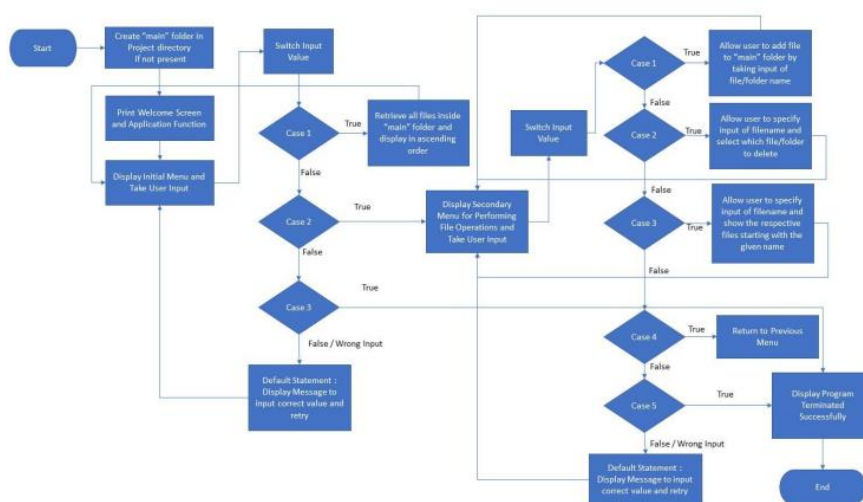 Start
Create "main" folder in
Project directory
If not present
Print Welcome Screen
and Application Function
Display Initial Menu and
Take User Input
Switch Input
Value
Case 1
True
Retrieve all files inside
"main" folder and
display in ascending
order
False
Case 2
True
False
Case 3
True
False / Wrong Input
Default Statement :
Display Message to
input correct value and
retry
Display Secondary
Menu for Performing
File Operations and
Take User Input
Switch Input
Value
Case 1
True
Allow user to add file
to "main" folder by
taking input of
file/folder name
False
Case 2
True
Allow user to specify
input of filename and
select which file/folder
to delete
False
Case 3
True
Allow user to specify
input of filename and
show the respective
files starting with the
given name
False
Case 4
True
Return to Previous
Menu
False
Case 5
True
Display Program
Terminated
Successfully
False / Wrong Input
Default Statement :
Display Message to input
correct value and retry
End